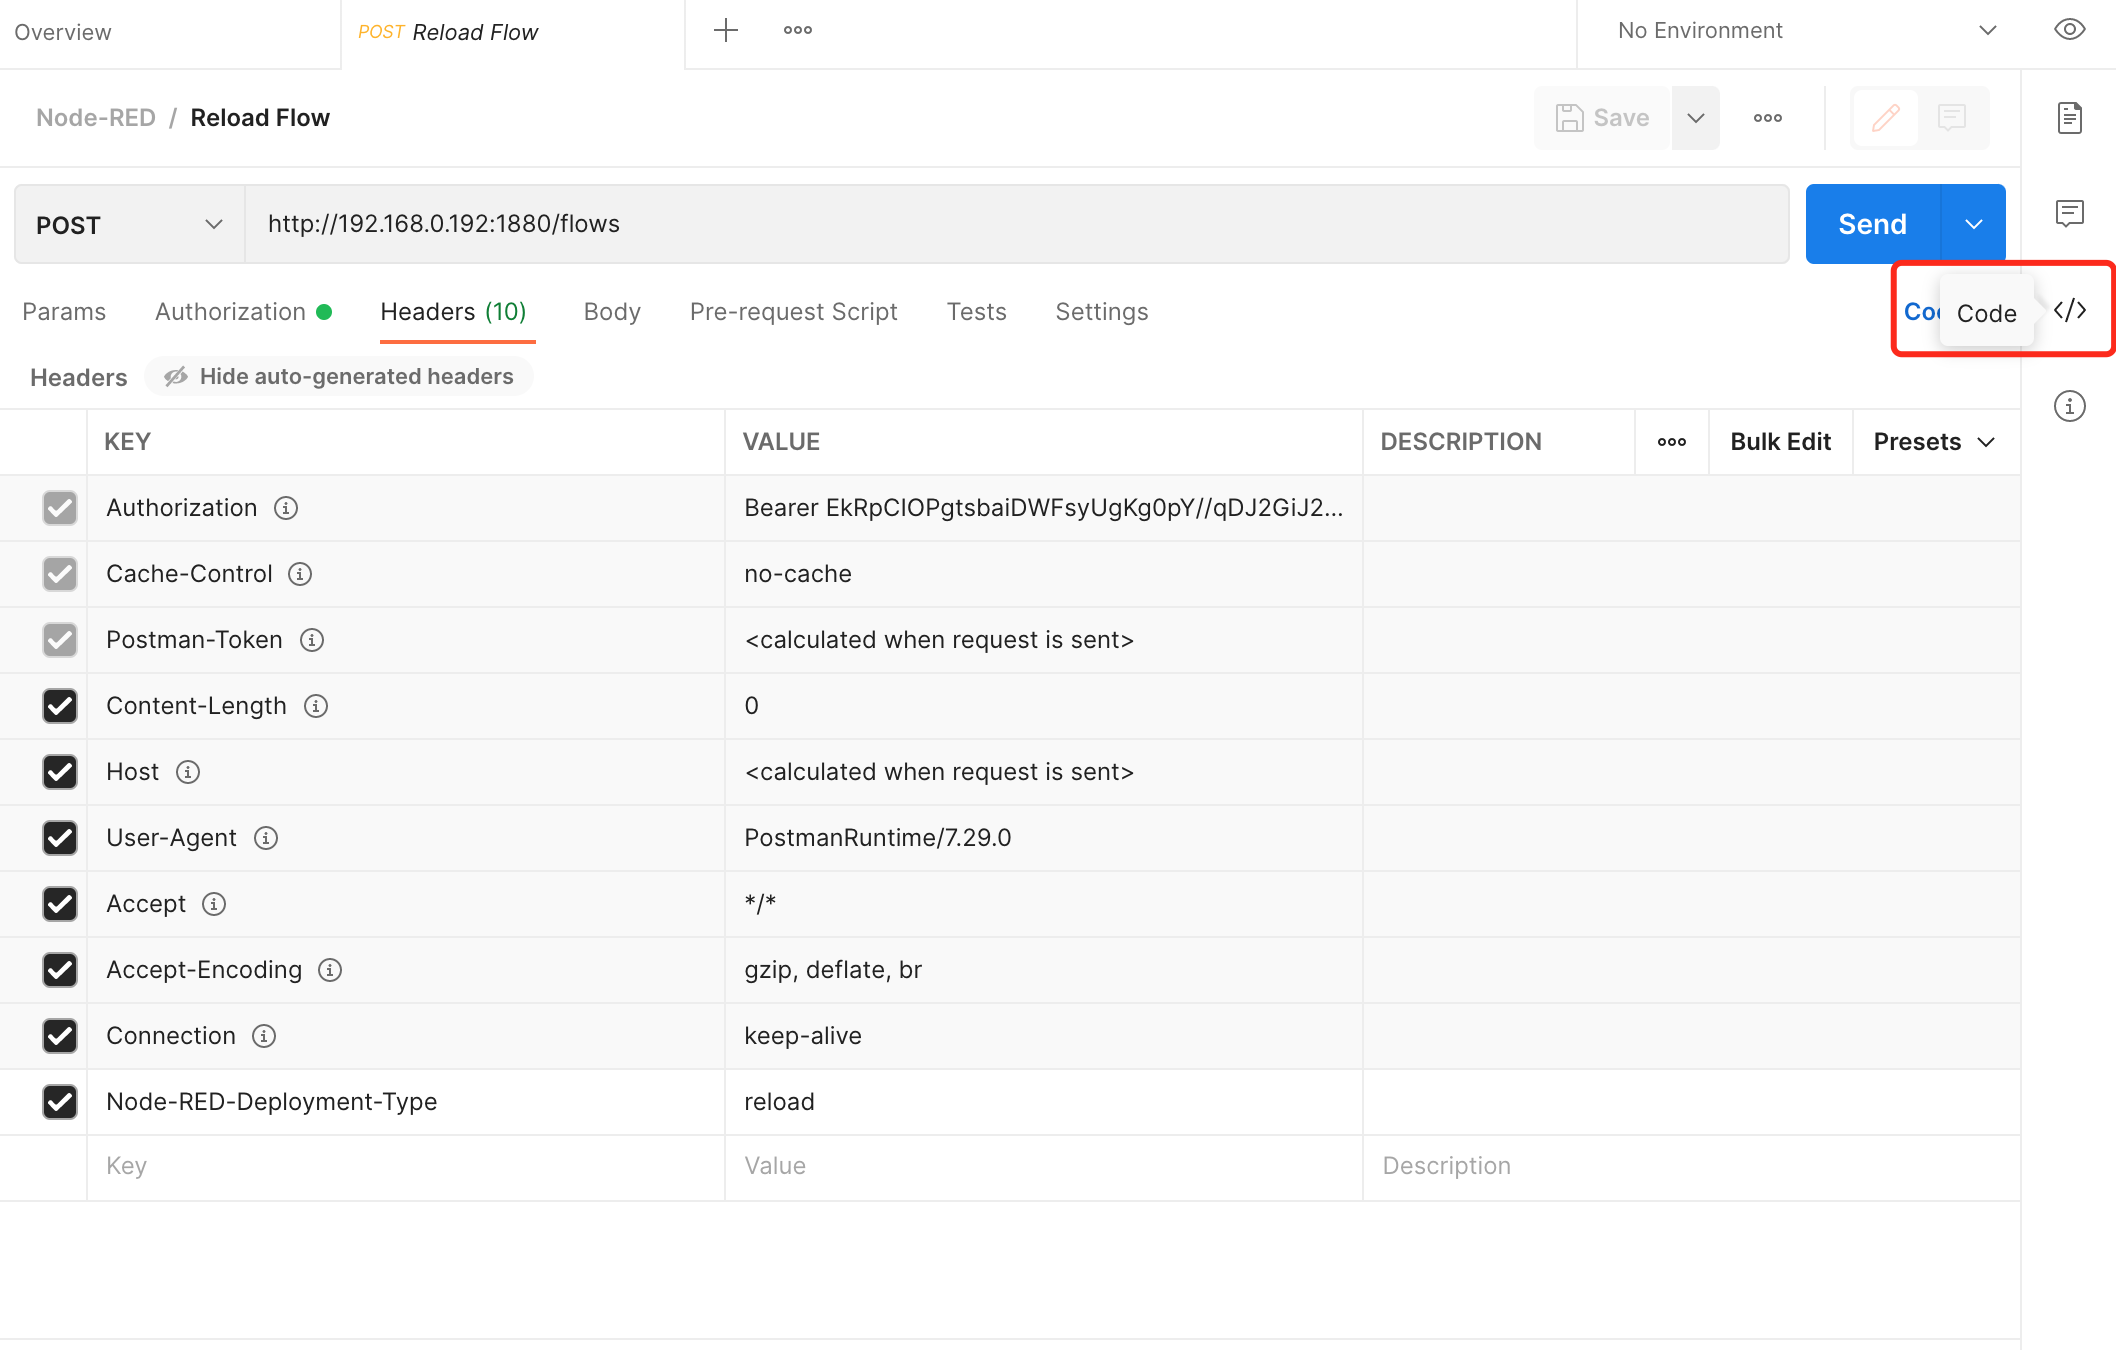 Overview
POST Reload Flow
No Environment
Node-RED / Reload Flow
Save
POST
http://192.168.0.192:1880/flows
Send
Params
Authorization
Headers (10)
Body
Pre-request Script
Tests
Settings
Code
Headers
Hide auto-generated headers
KEY
VALUE
DESCRIPTION
Bulk Edit
Presets
Authorization
Bearer EkRpCIOPgtsbaiDWFsyUgKg0pY//qDJ2GiJ2...
Cache-Control
no-cache
Postman-Token
<calculated when request is sent>
Content-Length
0
Host
<calculated when request is sent>
User-Agent
PostmanRuntime/7.29.0
Accept
*/*
Accept-Encoding
gzip, deflate, br
Connection
keep-alive
Node-RED-Deployment-Type
reload
Key
Value
Description